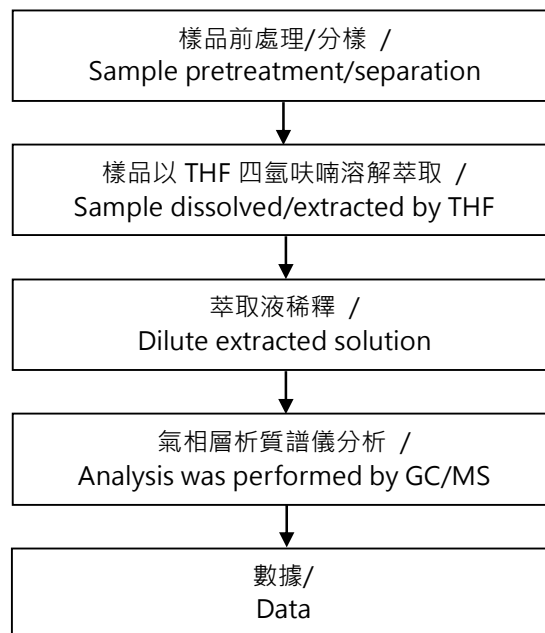 樣品前處理/分樣 /
Sample pretreatment/separation
樣品以 THF 四氫呋喃溶解萃取 /
Sample dissolved/extracted by THF
萃取液稀釋 /
Dilute extracted solution
氣相層析質譜儀分析 /
Analysis was performed by GC/MS
數據/
Data